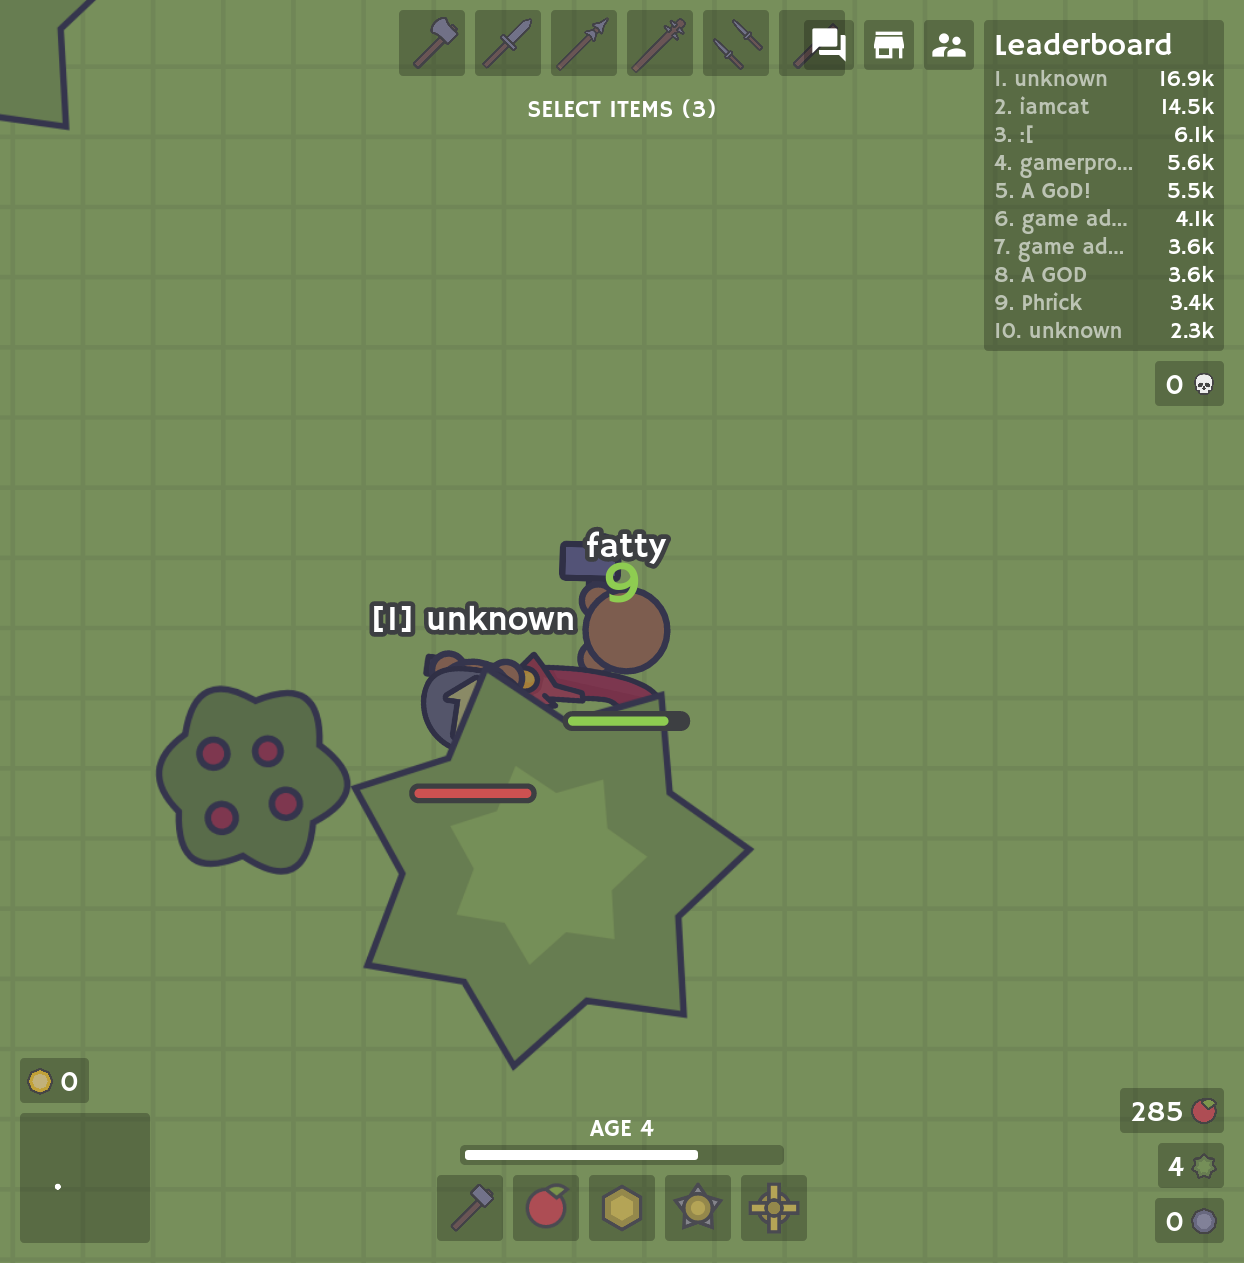 SELECT ITEMS (3)
Leaderboard
1. unknown 16.9k
2. iamcat 14.5k
3. :[ 6.1k
4. gamerpro... 5.6k
5. A GoD! 5.5k
6. game ad... 4.1k
7. game ad... 3.6k
8. A GOD 3.6k
9. Phrick 3.4k
10. unknown 2.3k
0
fatty
9
[I] unknown
0
285
4
0
AGE 4